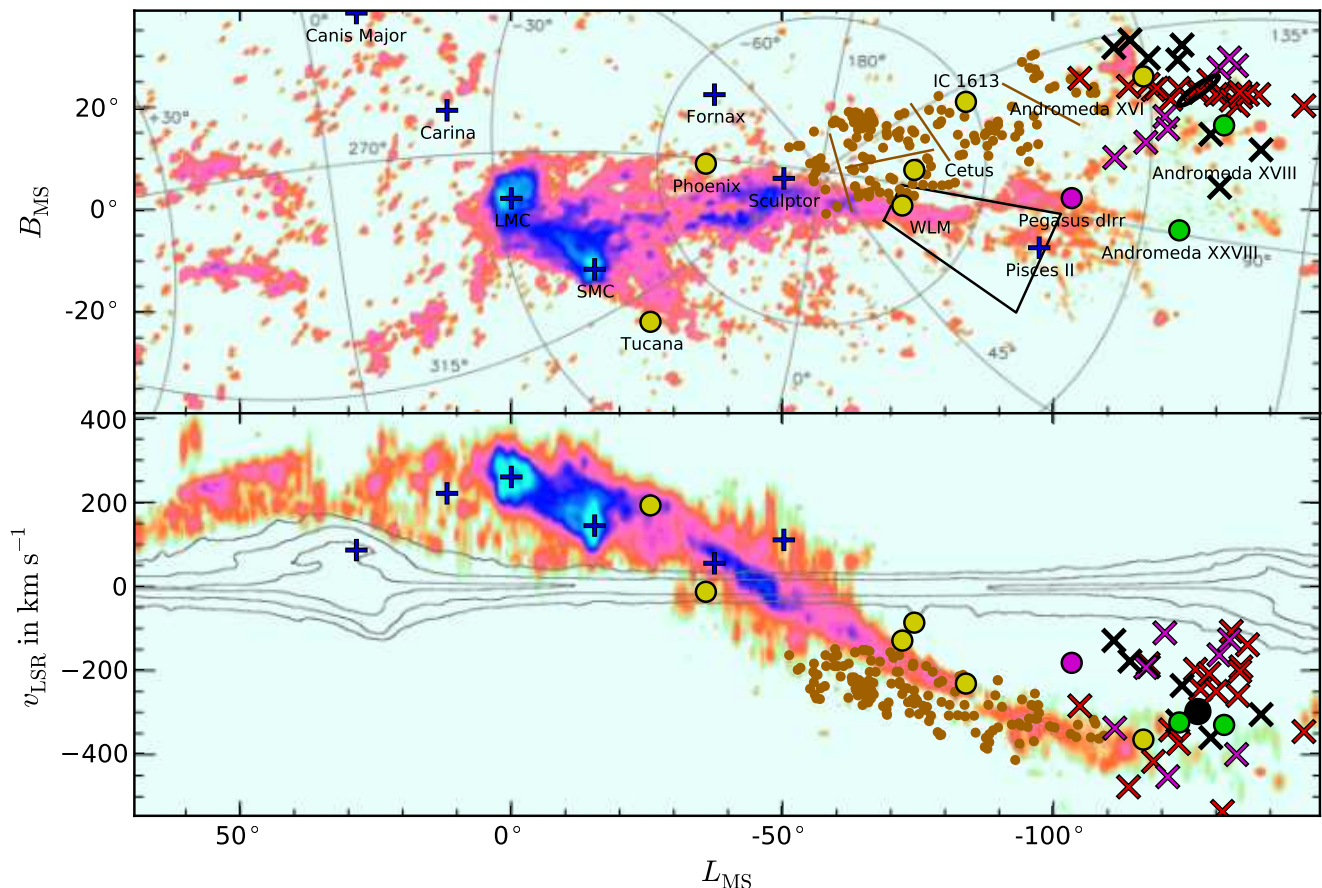 0°
-30°
-60°
135°
Canis Major
180°
IC 1613
20°
+30°
Carina
Fornax
Andromeda XVI
270°
Phoenix
Cetus
Andromeda XVIII
B_MS
0°
LMC
Sculptor
WLM
Pegasus dIrr
Andromeda XXVIII
90°
SMC
Pisces II
-20°
Tucana
315°
45°
0°
400
200
0
−200
−400
v_LSR in km s⁻¹
50°
0°
-50°
-100°
L_MS